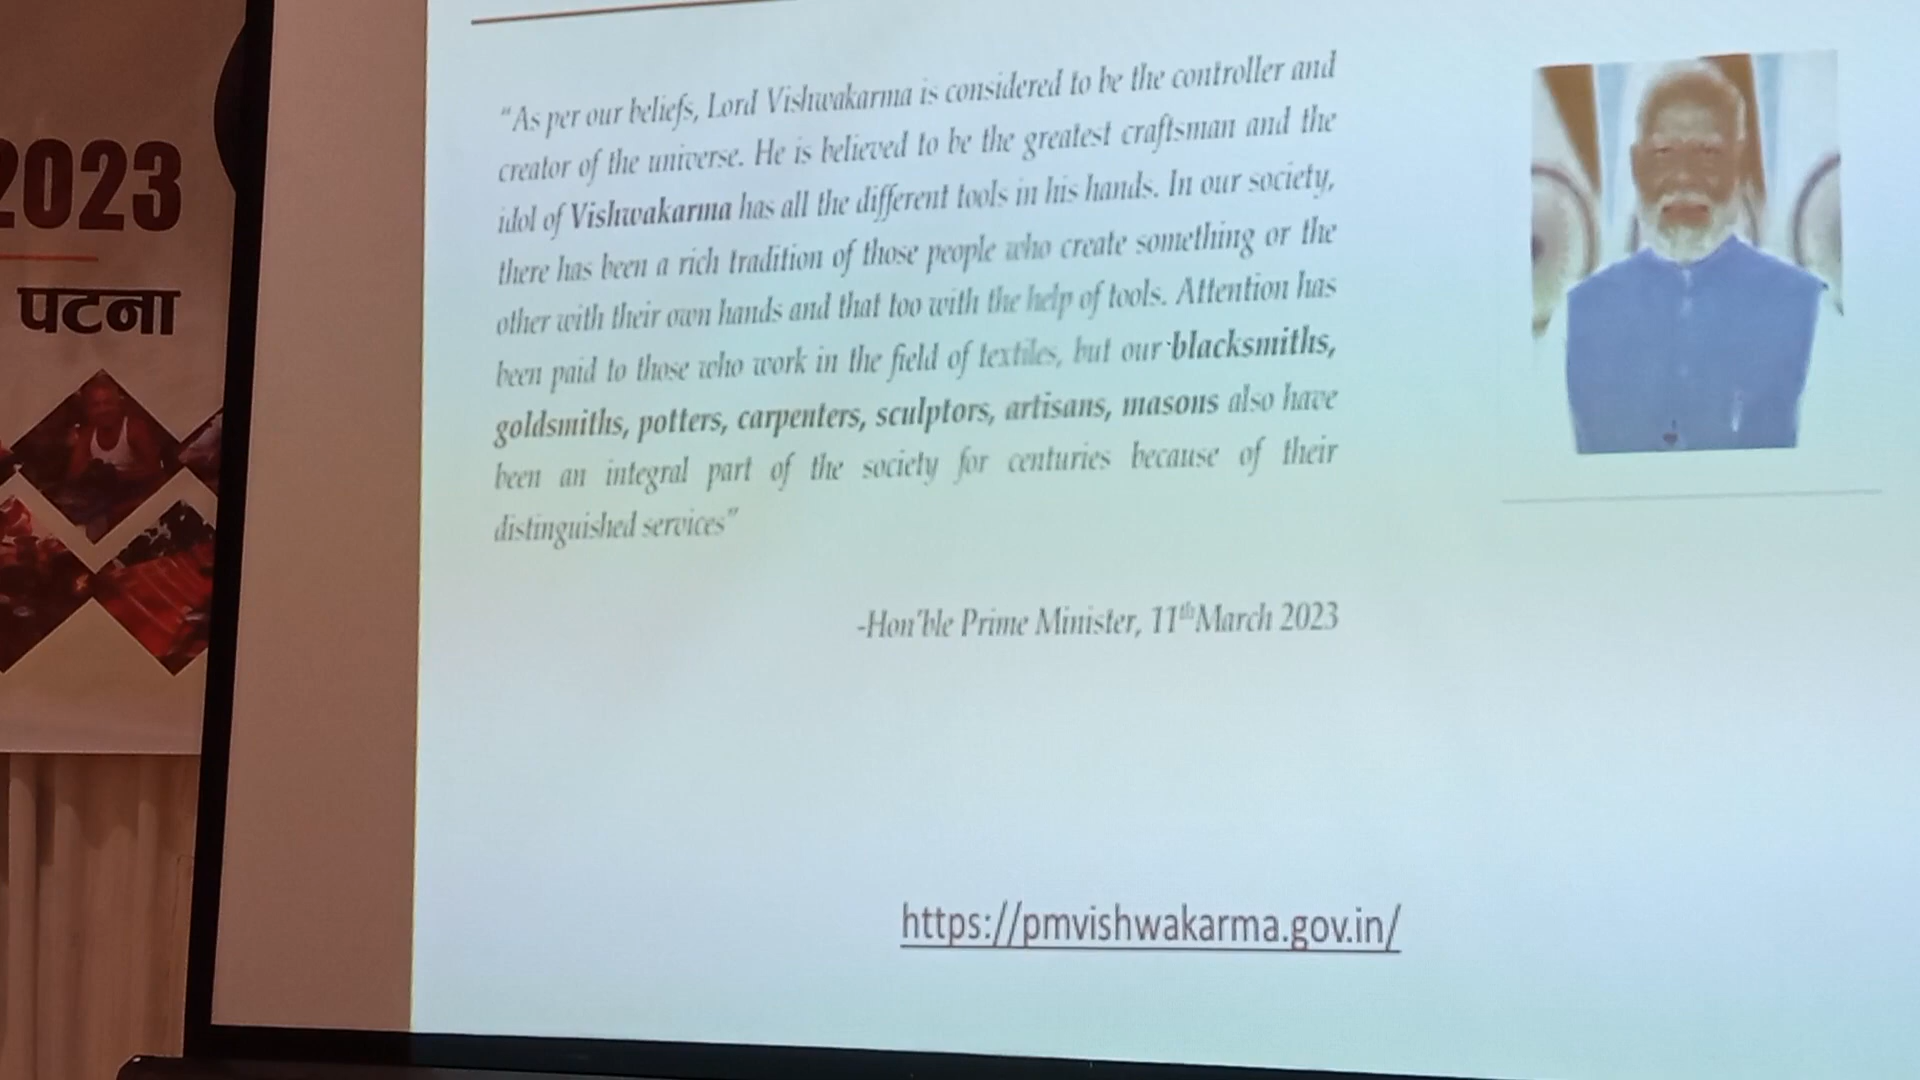 2023
पटना
“As per our beliefs, Lord Vishwakarma is considered to be the controller and
creator of the universe. He is believed to be the greatest craftsman and the
idol of Vishwakarma has all the different tools in his hands. In our society,
there has been a rich tradition of those people who create something or the
other with their own hands and that too with the help of tools. Attention has
been paid to those who work in the field of textiles, but our blacksmiths,
goldsmiths, potters, carpenters, sculptors, artisans, masons also have
been an integral part of the society for centuries because of their
distinguished services”
-Hon'ble Prime Minister, 11th March 2023
https://pmvishwakarma.gov.in/